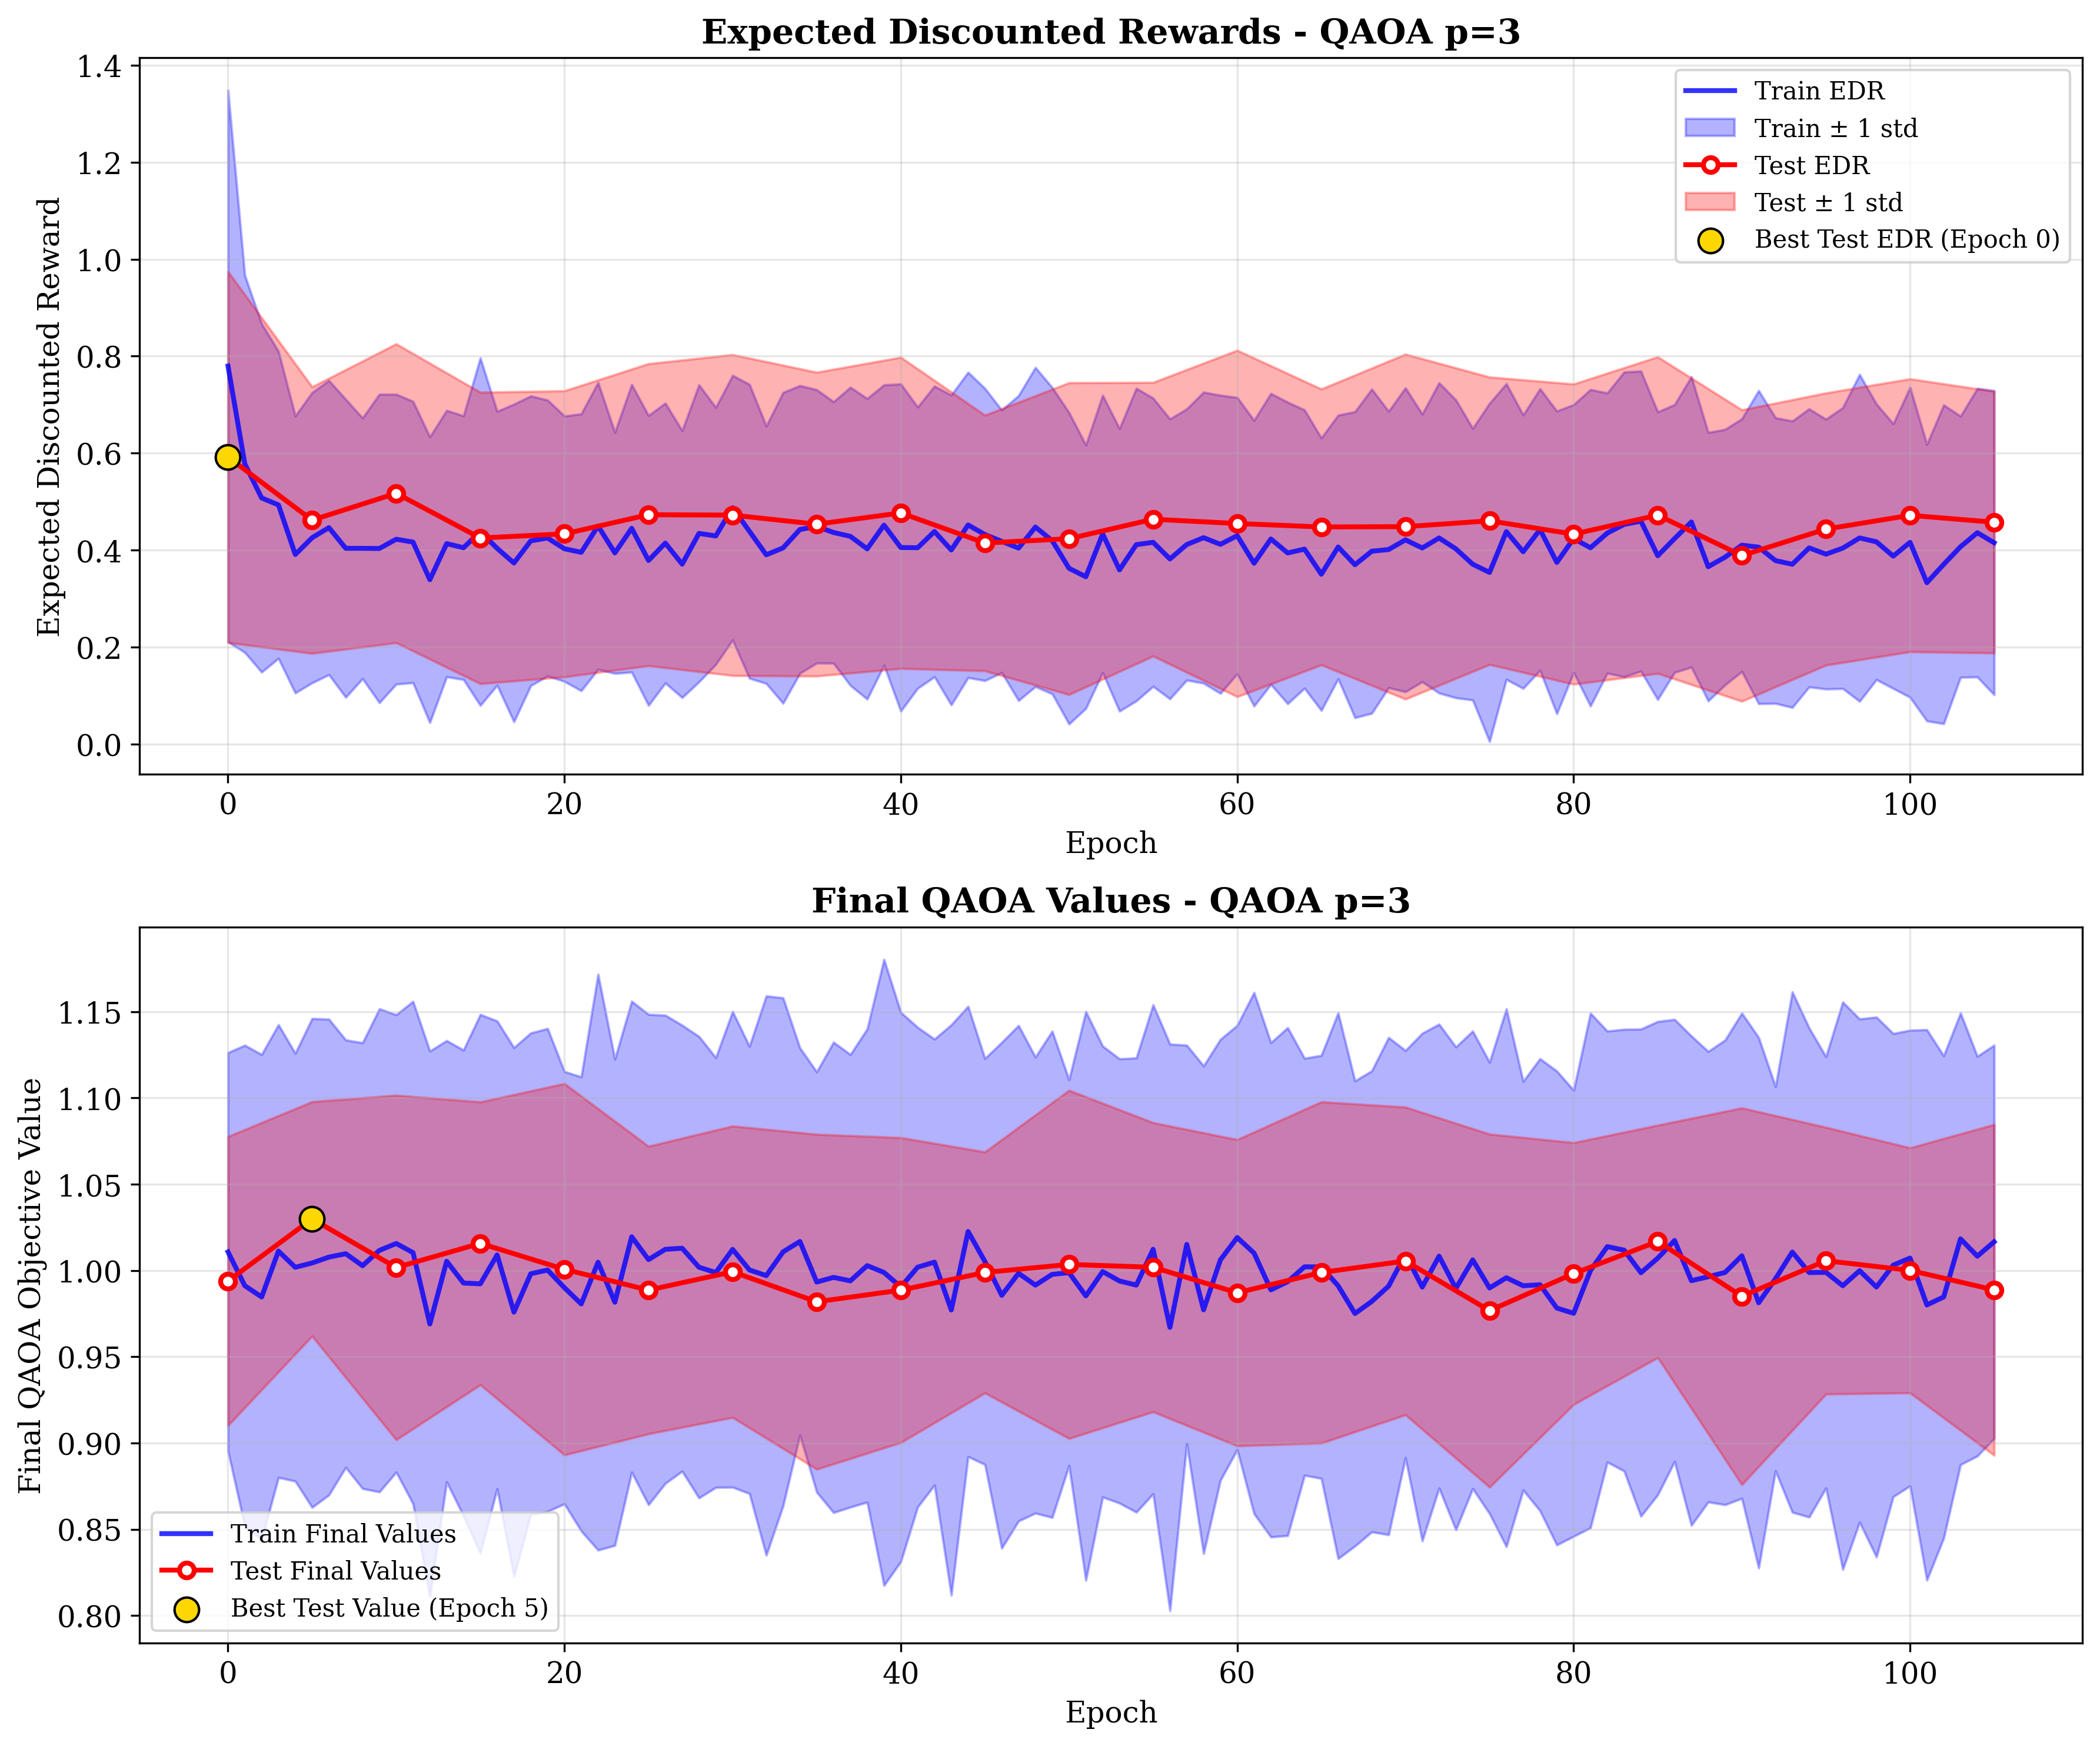 Expected Discounted Rewards - QAOA p=3
Expected Discounted Reward
1.4
1.2
1.0
0.8
0.6
0.4
0.2
0.0
Train EDR
Train ± 1 std
Test EDR
Test ± 1 std
Best Test EDR (Epoch 0)
0 20 40 60 80 100
Epoch
Final QAOA Values - QAOA p=3
Final QAOA Objective Value
1.15
1.10
1.05
1.00
0.95
0.90
0.85
0.80
Train Final Values
Test Final Values
Best Test Value (Epoch 5)
0 20 40 60 80 100
Epoch